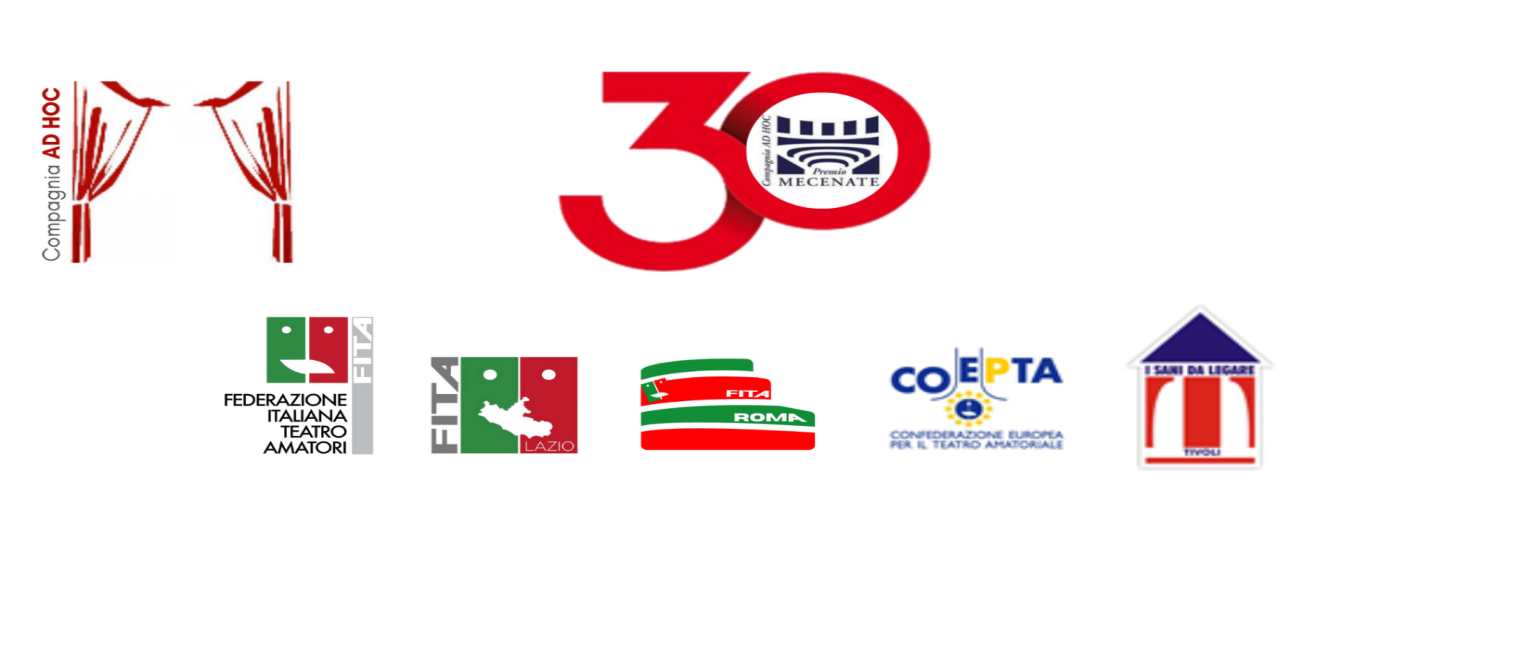 Compagnia AD HOC
30
Compagnia AD HOC
Premio
MECENATE
FITA
FEDERAZIONE
ITALIANA
TEATRO
AMATORI
FITA
LAZIO
FITA
ROMA
COEPTA
CONFEDERAZIONE EUROPEA
PER IL TEATRO AMATORIALE
I SANI DA LEGARE
TIVOLI